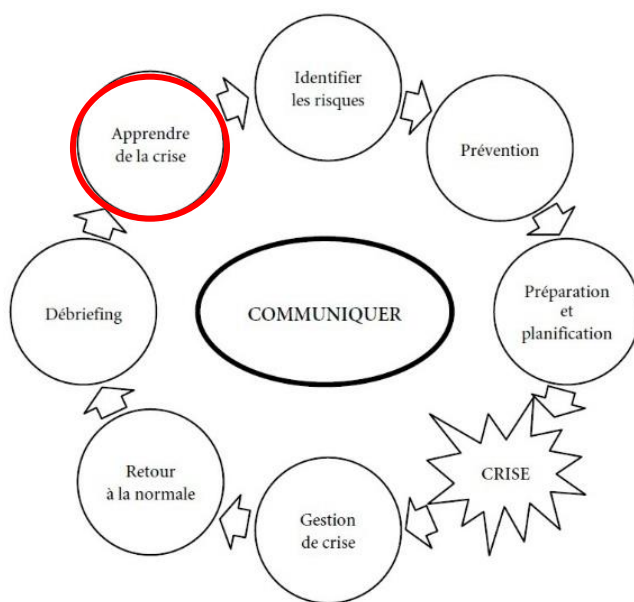 Identifier
les risques
Prévention
Préparation
et
planification
CRISE
Gestion
de crise
Retour
à la normale
Débriefing
Apprendre
de la crise
COMMUNIQUER